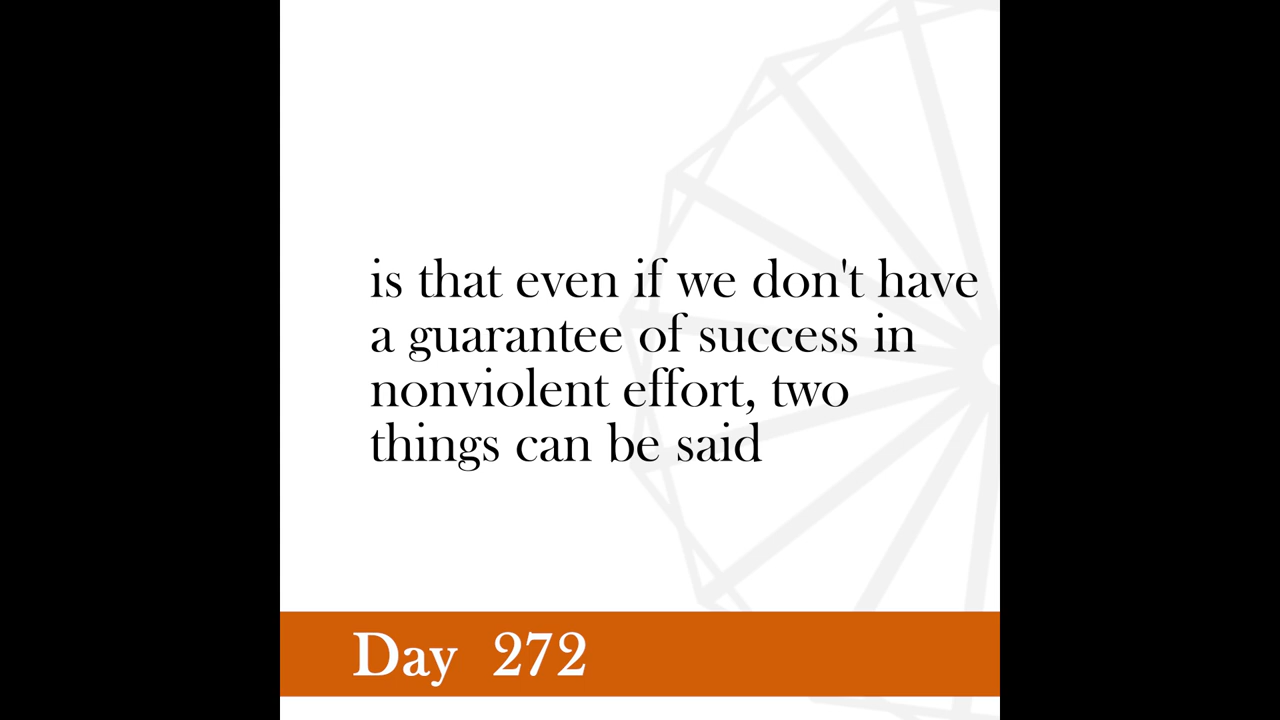 is that even if we don't have
a guarantee of success in
nonviolent effort, two
things can be said
Day 272